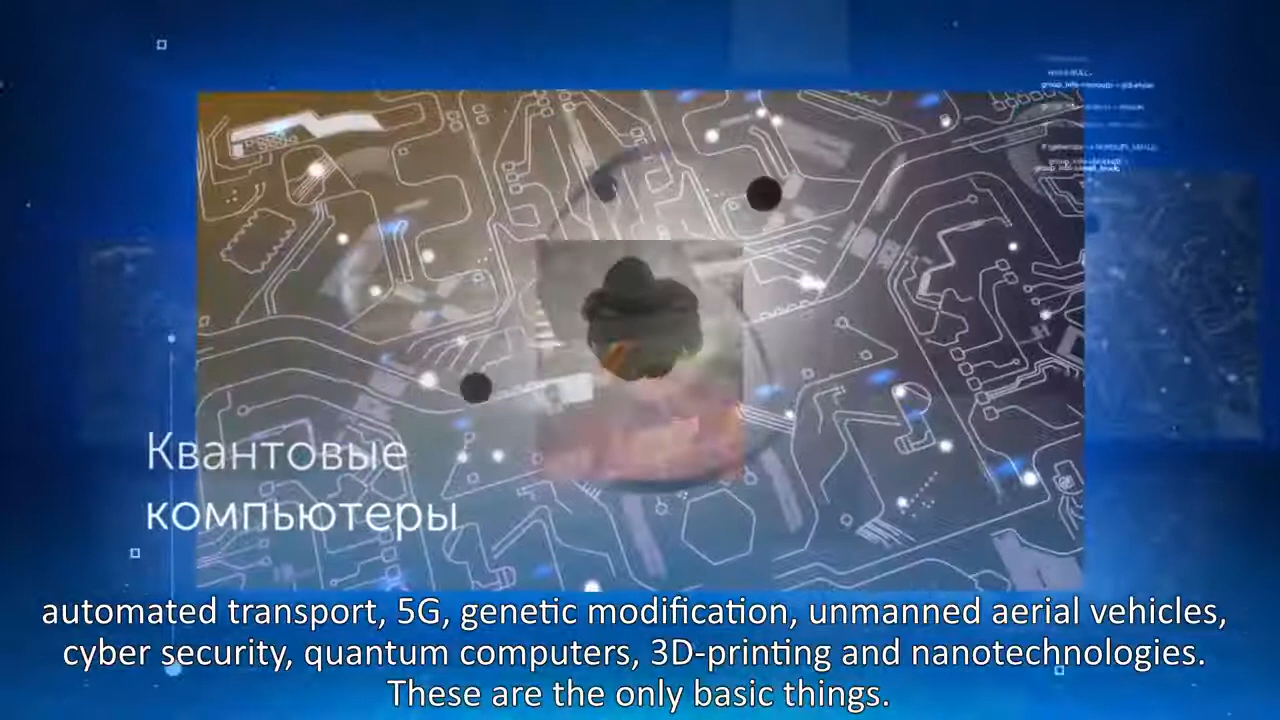 Квантовые
компьютеры
automated transport, 5G, genetic modification, unmanned aerial vehicles,
cyber security, quantum computers, 3D-printing and nanotechnologies.
These are the only basic things.